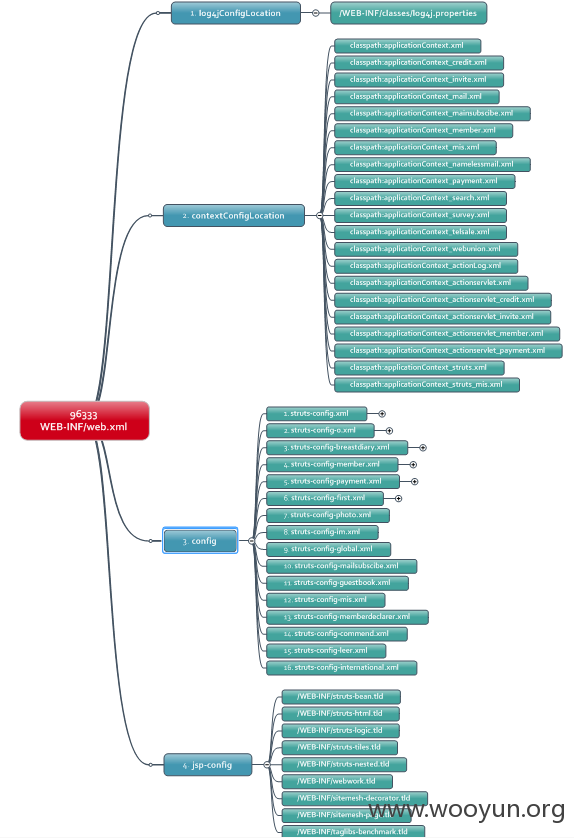 1. log4jConfigLocation
/WEB-INF/classes/log4j.properties
2. contextConfigLocation
classpath:applicationContext.xml
classpath:applicationContext_credit.xml
classpath:applicationContext_invite.xml
classpath:applicationContext_mail.xml
classpath:applicationContext_mainsubscibe.xml
classpath:applicationContext_member.xml
classpath:applicationContext_mis.xml
classpath:applicationContext_namelessmail.xml
classpath:applicationContext_payment.xml
classpath:applicationContext_search.xml
classpath:applicationContext_survey.xml
classpath:applicationContext_telsale.xml
classpath:applicationContext_webunion.xml
classpath:applicationContext_actionLog.xml
classpath:applicationContext_actionservlet.xml
classpath:applicationContext_actionservlet_credit.xml
classpath:applicationContext_actionservlet_invite.xml
classpath:applicationContext_actionservlet_member.xml
classpath:applicationContext_actionservlet_payment.xml
classpath:applicationContext_struts.xml
classpath:applicationContext_struts_mis.xml
96333
WEB-INF/web.xml
3. config
1. struts-config.xml
2. struts-config-0.xml
3. struts-config-breastdiary.xml
4. struts-config-member.xml
5. struts-config-payment.xml
6. struts-config-first.xml
7. struts-config-photo.xml
8. struts-config-im.xml
9. struts-config-global.xml
10. struts-config-mailsubscibe.xml
11. struts-config-guestbook.xml
12. struts-config-mis.xml
13. struts-config-memberdeclarer.xml
14. struts-config-commend.xml
15. struts-config-leer.xml
16. struts-config-international.xml
4. jsp-config
/WEB-INF/struts-bean.tld
/WEB-INF/struts-html.tld
/WEB-INF/struts-logic.tld
/WEB-INF/struts-tiles.tld
/WEB-INF/struts-nested.tld
/WEB-INF/webwork.tld
/WEB-INF/sitemesh-decorator.tld
/WEB-INF/sitemesh-page.tld
/WEB-INF/taglibs-benchmark.tld
www.wooyun.org